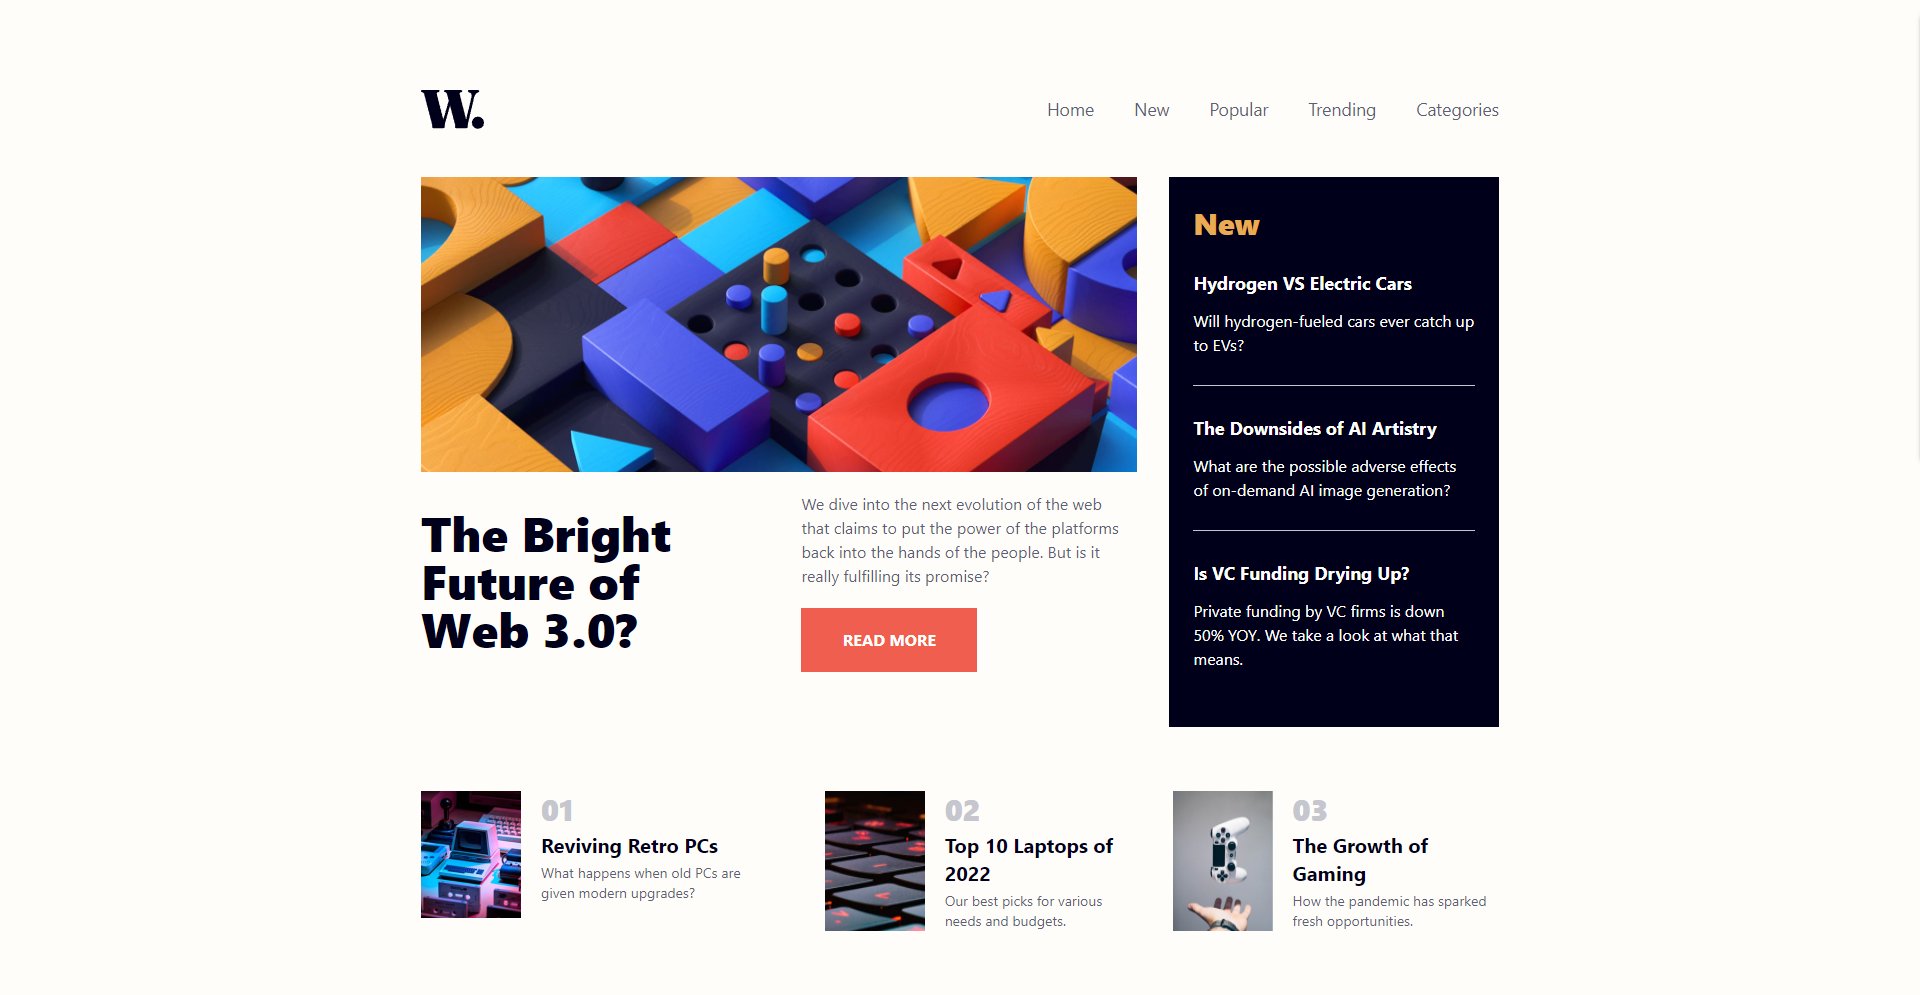 W.
Home New Popular Trending Categories
The Bright
Future of
Web 3.0?
We dive into the next evolution of the web
that claims to put the power of the platforms
back into the hands of the people. But is it
really fulfilling its promise?
READ MORE
New
Hydrogen VS Electric Cars
Will hydrogen-fueled cars ever catch up
to EVs?
The Downsides of AI Artistry
What are the possible adverse effects
of on-demand AI image generation?
Is VC Funding Drying Up?
Private funding by VC firms is down
50% YOY. We take a look at what that
means.
01
Reviving Retro PCs
What happens when old PCs are
given modern upgrades?
02
Top 10 Laptops of
2022
Our best picks for various
needs and budgets.
03
The Growth of
Gaming
How the pandemic has sparked
fresh opportunities.